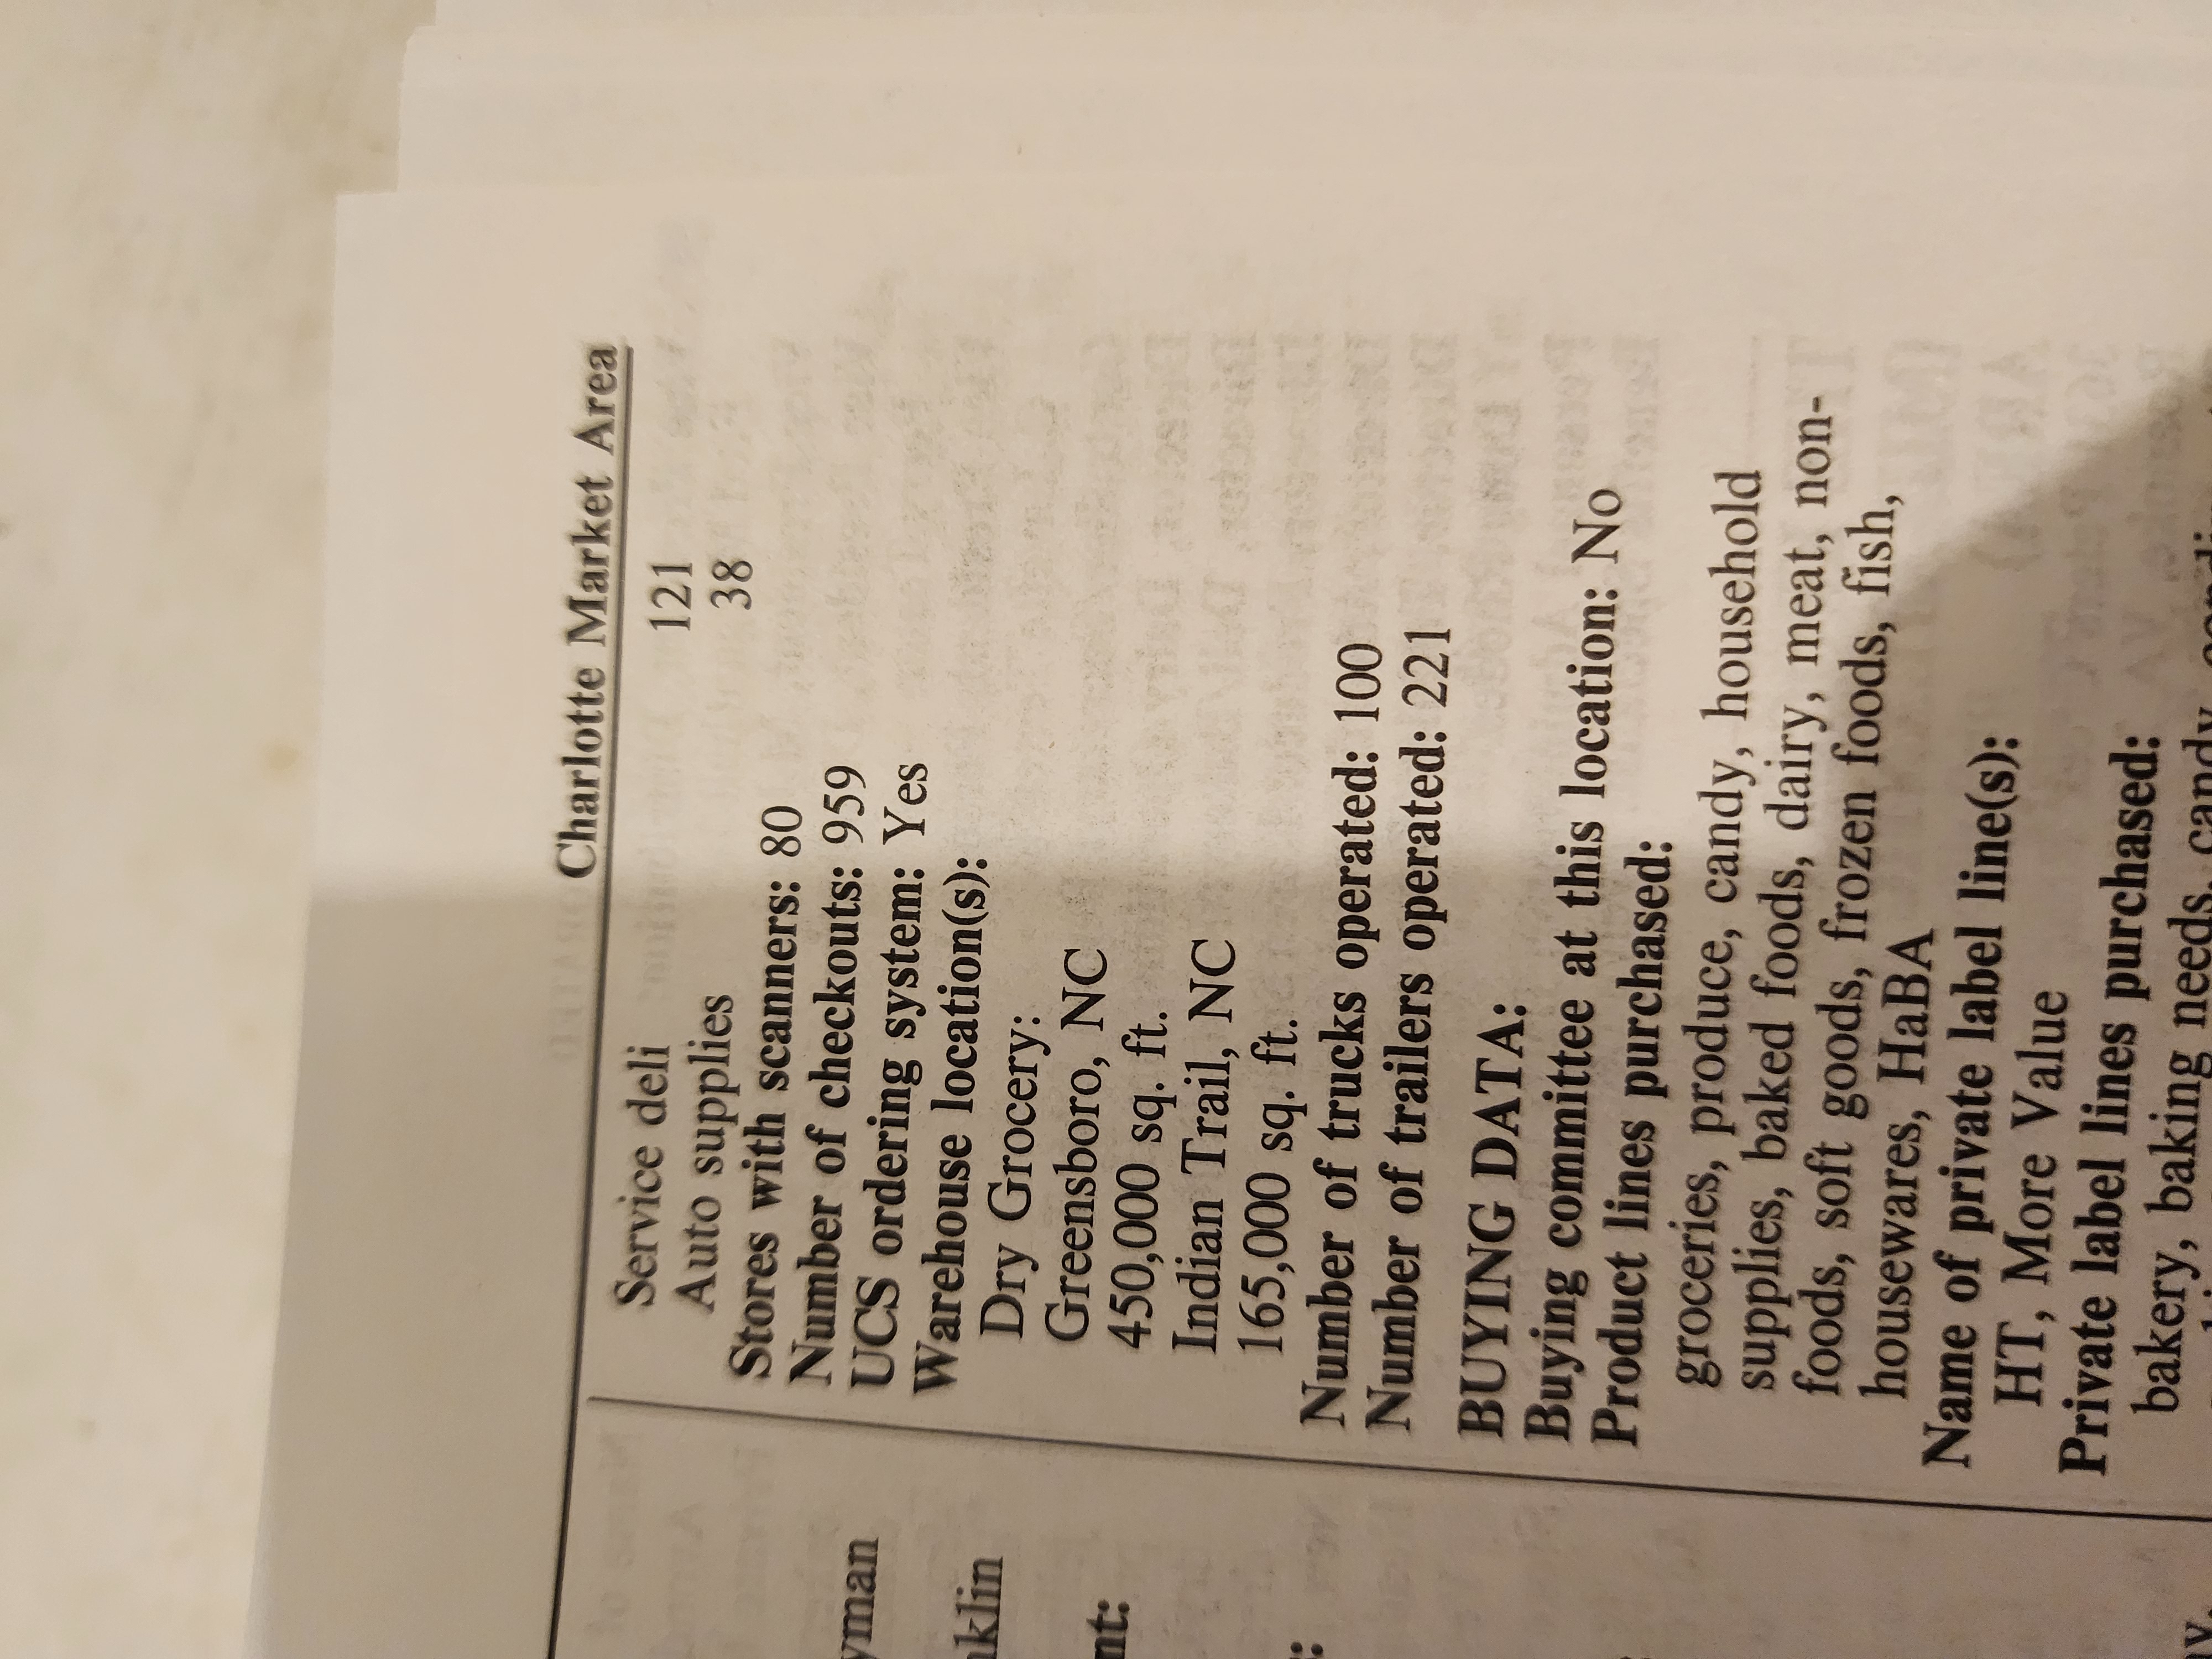 Charlotte Market Area
Service deli 121
Auto supplies 38
Stores with scanners: 80
Number of checkouts: 959
UCS ordering system: Yes
Warehouse location(s):
Dry Grocery:
Greensboro, NC
450,000 sq. ft.
Indian Trail, NC
165,000 sq. ft.
Number of trucks operated: 100
Number of trailers operated: 221
BUYING DATA:
Buying committee at this location: No
Product lines purchased:
groceries, produce, candy, household
supplies, baked foods, dairy, meat, non-
foods, soft goods, frozen foods, fish,
housewares, HaBA
Name of private label line(s):
HT, More Value
Private label lines purchased:
bakery, baking needs, candy,
yman
nklin
nt: